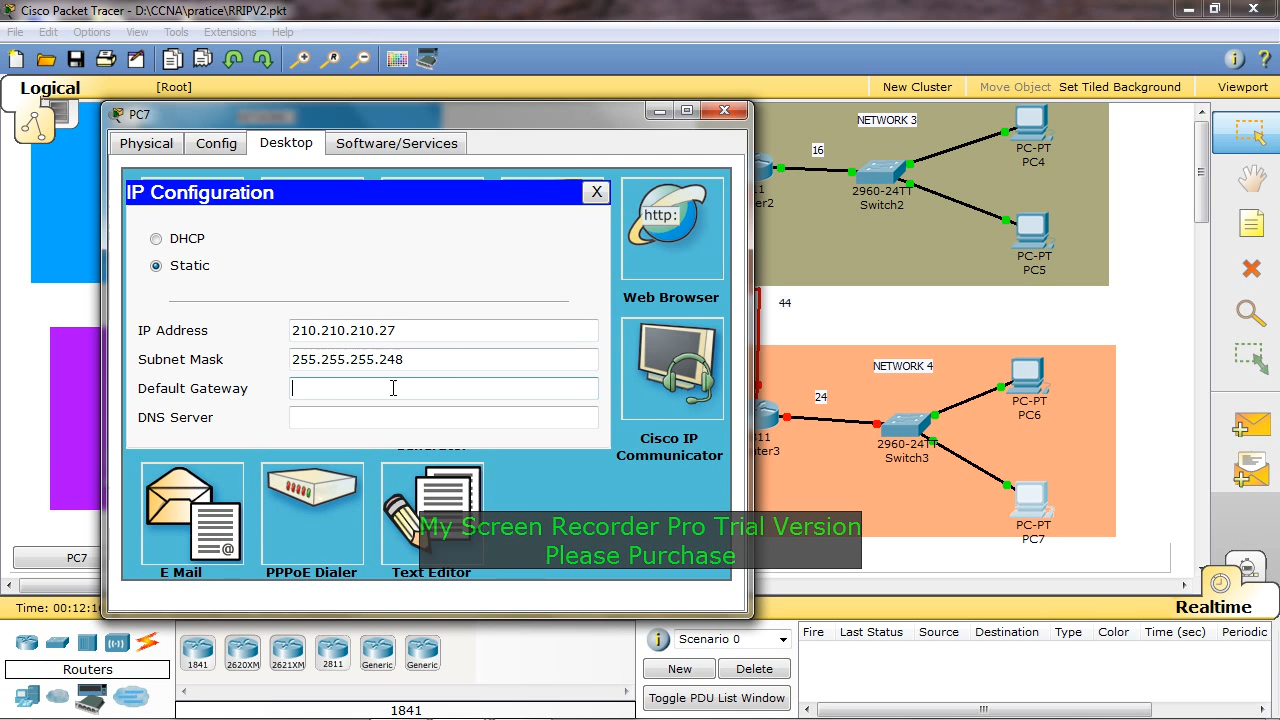 Cisco Packet Tracer - D:\CCNA\pratice\RRIPV2.pkt
File Edit Options View Tools Extensions Help
Logical [Root] New Cluster Move Object Set Tiled Background Viewport
PC7
Physical Config Desktop Software/Services
IP Configuration X
DHCP
Static
IP Address 210.210.210.27
Subnet Mask 255.255.255.248
Default Gateway
DNS Server
http:
Web Browser
Cisco IP
Communicator
E Mail PPPoE Dialer Text Editor
NETWORK 3
16
PC-PT
PC4
2960-24TT
Switch2
PC-PT
PC5
44
NETWORK 4
24
PC-PT
PC6
2960-24TT
Switch3
PC-PT
PC7
My Screen Recorder Pro Trial Version
Please Purchase
PC7
Realtime
Routers
1841 2620XM 2621XM 2811 Generic Generic
1841
Scenario 0
New Delete
Toggle PDU List Window
Fire Last Status Source Destination Type Color Time (sec) Periodic